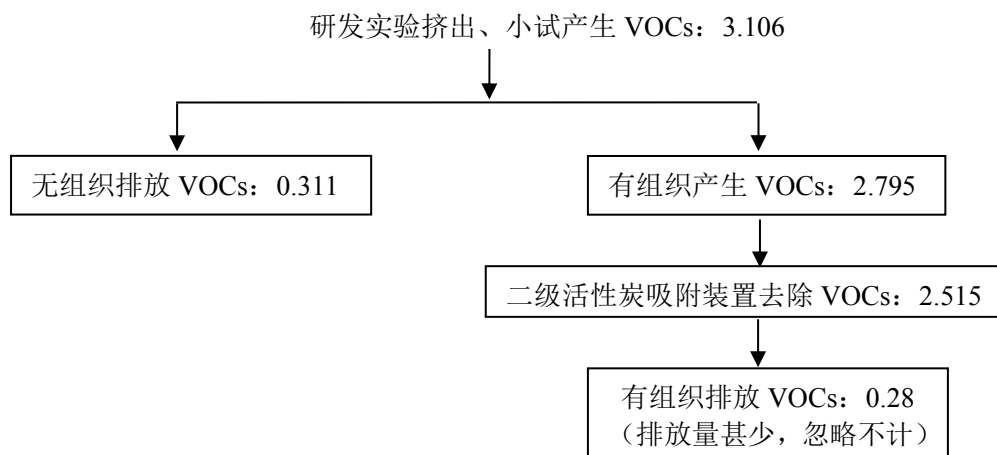 研发实验挤出、小试产生 VOCs：3.106
无组织排放 VOCs：0.311
有组织产生 VOCs：2.795
二级活性炭吸附装置去除 VOCs：2.515
有组织排放 VOCs：0.28
（排放量甚少，忽略不计）